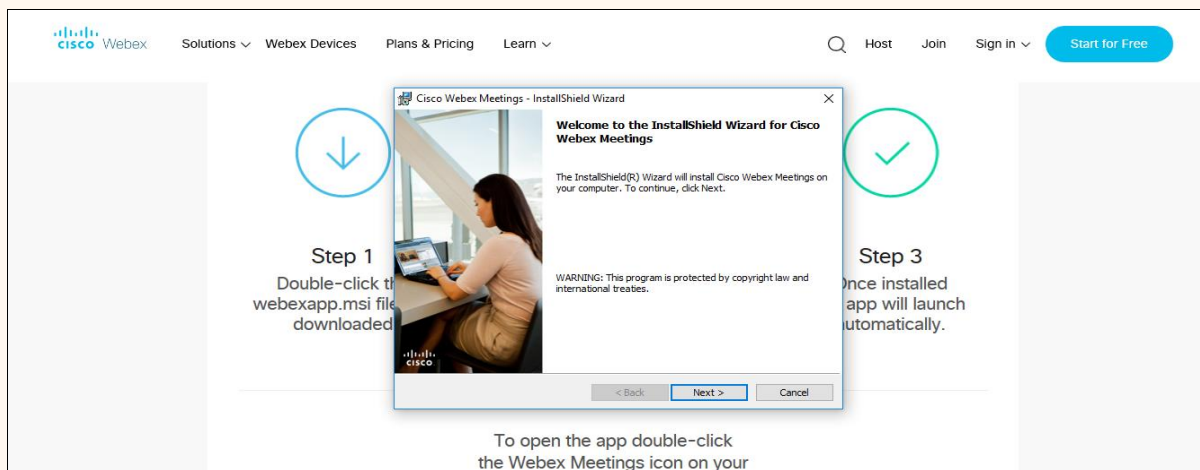 CISCO Webex
Solutions Webex Devices Plans & Pricing Learn Host Join Sign in Start for Free
Cisco Webex Meetings - InstallShield Wizard
Welcome to the InstallShield Wizard for Cisco
Webex Meetings
The InstallShield(R) Wizard will install Cisco Webex Meetings on
your computer. To continue, click Next.
WARNING: This program is protected by copyright law and
international treaties.
CISCO
< Back Next > Cancel
Step 1
Double-click
webexapp.msi file
downloaded
Step 3
installed
app will launch
automatically.
To open the app double-click
the Webex Meetings icon on your